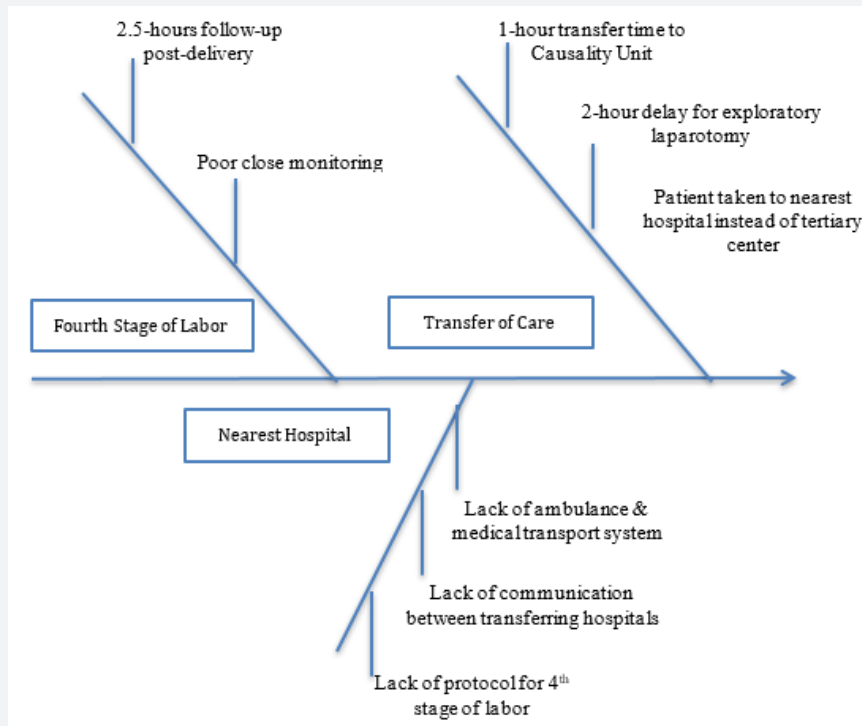 2.5-hours follow-up
post-delivery
Poor close monitoring
Fourth Stage of Labor
1-hour transfer time to
Causality Unit
2-hour delay for exploratory
laparotomy
Patient taken to nearest
hospital instead of tertiary
center
Transfer of Care
Nearest Hospital
Lack of ambulance &
medical transport system
Lack of communication
between transferring hospitals
Lack of protocol for 4th
stage of labor